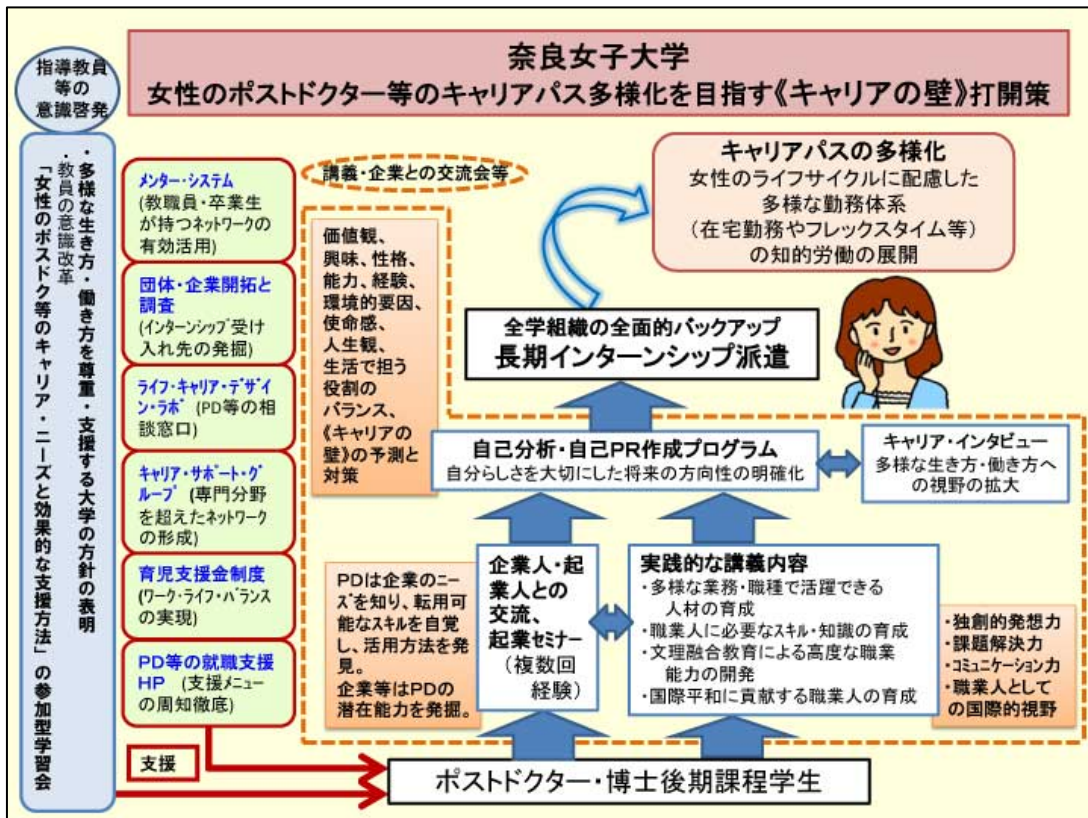 奈良女子大学
女性のポストドクター等のキャリアパス多様化を目指す《キャリアの壁》打開策
指導教員
等の
意識啓発
・多様な生き方・働き方を尊重・支援する大学の方針の表明
・教員の意識改革
「女性のポストドク等のキャリア・ニーズと効果的な支援方法」の参加型学習会
メンター・システム
(教職員・卒業生
が持つネットワークの
有効活用)
団体・企業開拓と
調査
(インターンシップ受け
入れ先の発掘)
ライフ・キャリア・デザイ
ン・ラボ (PD等の相
談窓口)
キャリア・サポート・グ
ループ (専門分野
を超えたネットワーク
の形成)
育児支援金制度
(ワーク・ライフ・バランス
の実現)
PD等の就職支援
HP (支援メニュー
の周知徹底)
支援
講義・企業との交流会等
価値観、
興味、性格、
能力、経験、
環境的要因、
使命感、
人生観、
生活で担う
役割の
バランス、
《キャリアの
壁》の予測と
対策
キャリアパスの多様化
女性のライフサイクルに配慮した
多様な勤務体系
(在宅勤務やフレックスタイム等)
の知的労働の展開
全学組織の全面的バックアップ
長期インターンシップ派遣
自己分析・自己PR作成プログラム
自分らしさを大切にした将来の方向性の明確化
キャリア・インタビュー
多様な生き方・働き方へ
の視野の拡大
PDは企業のニー
ズを知り、転用可
能なスキルを自覚
し、活用方法を発
見。
企業等はPDの
潜在能力を発掘。
企業人・起
業人との
交流、
起業セミナー
(複数回
経験)
実践的な講義内容
・多様な業務・職種で活躍できる
人材の育成
・職業人に必要なスキル・知識の育成
・文理融合教育による高度な職業
能力の開発
・国際平和に貢献する職業人の育成
・独創的発想力
・課題解決力
・コミュニケーション力
・職業人として
の国際的視野
ポストドクター・博士後期課程学生